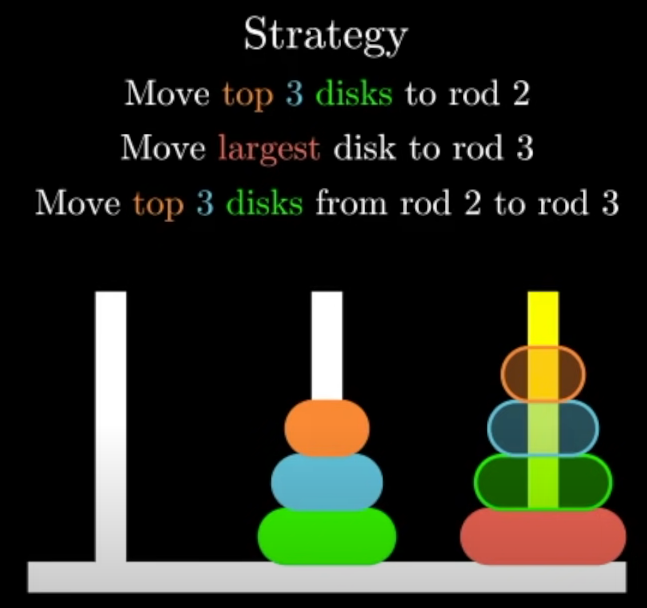 Strategy
Move top 3 disks to rod 2
Move largest disk to rod 3
Move top 3 disks from rod 2 to rod 3